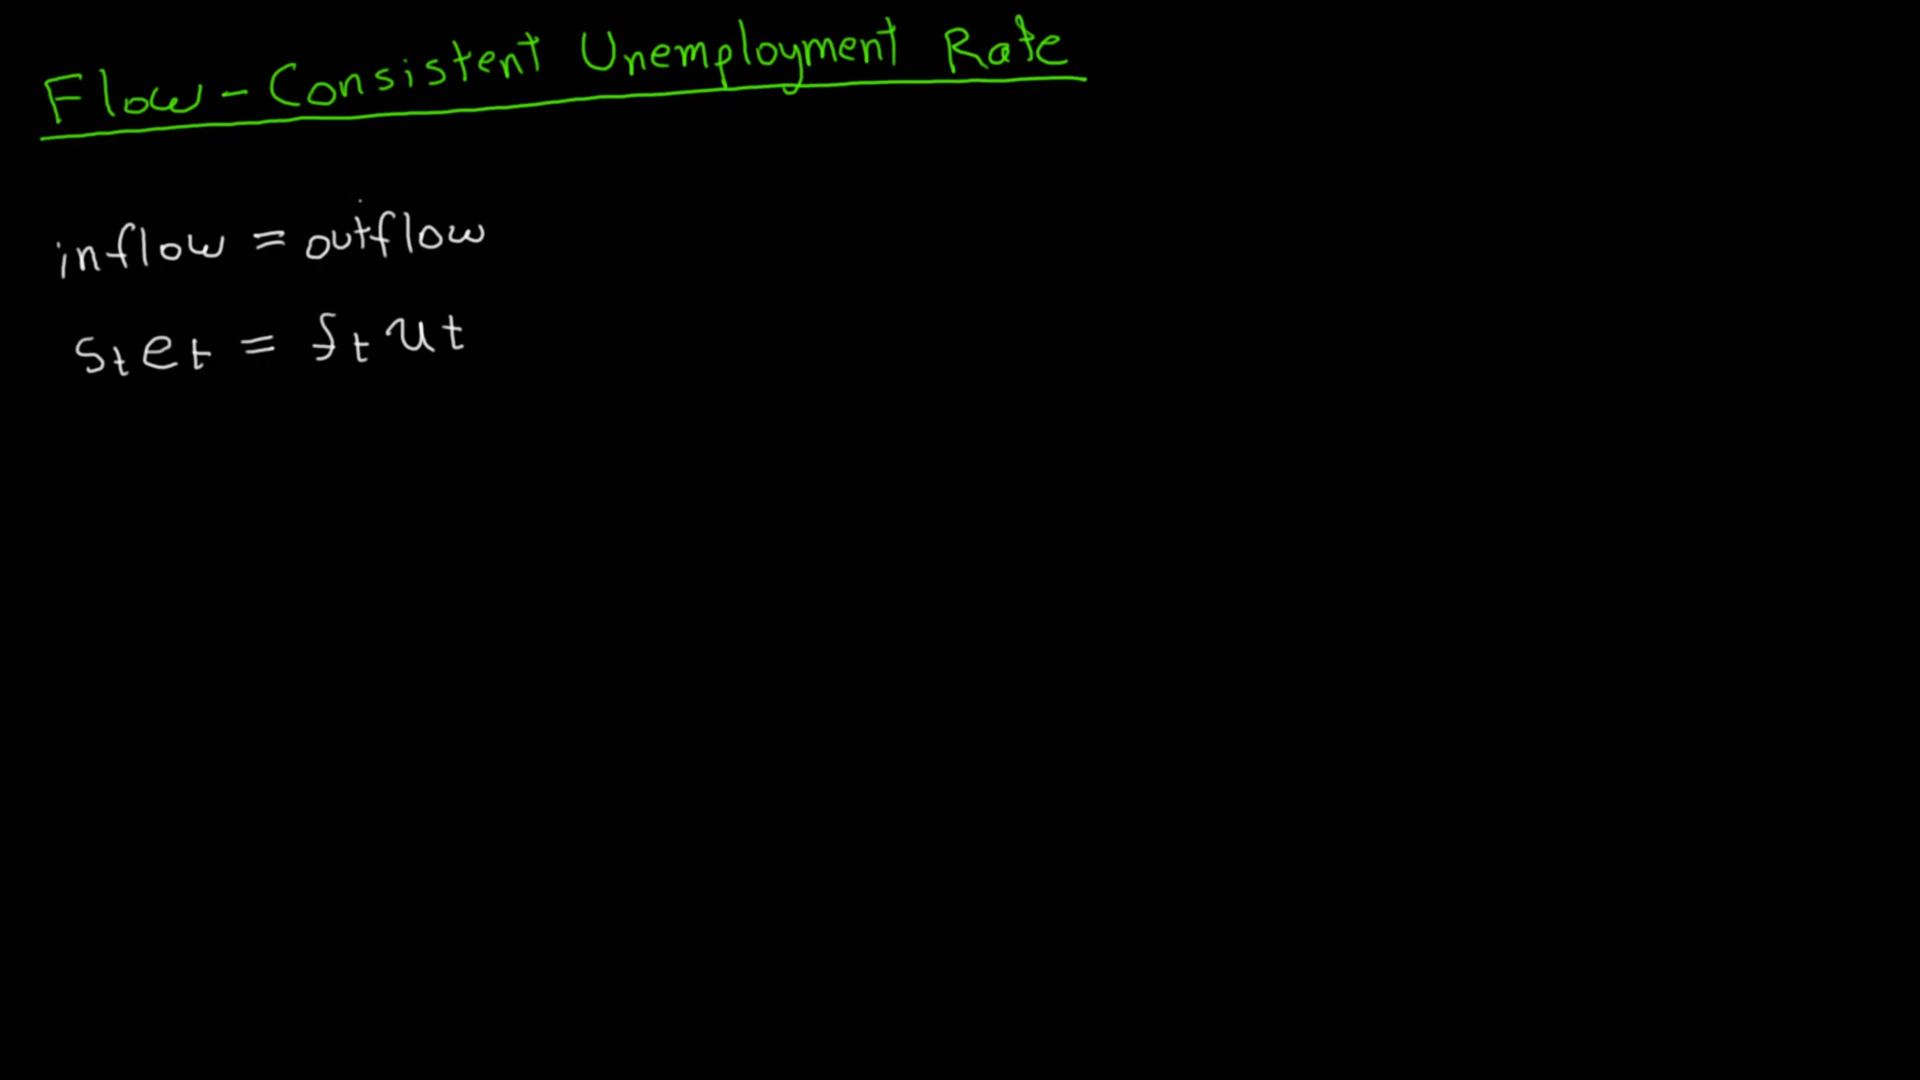 Flow-Consistent Unemployment Rate
inflow = outflow
sₜeₜ = fₜuₜ